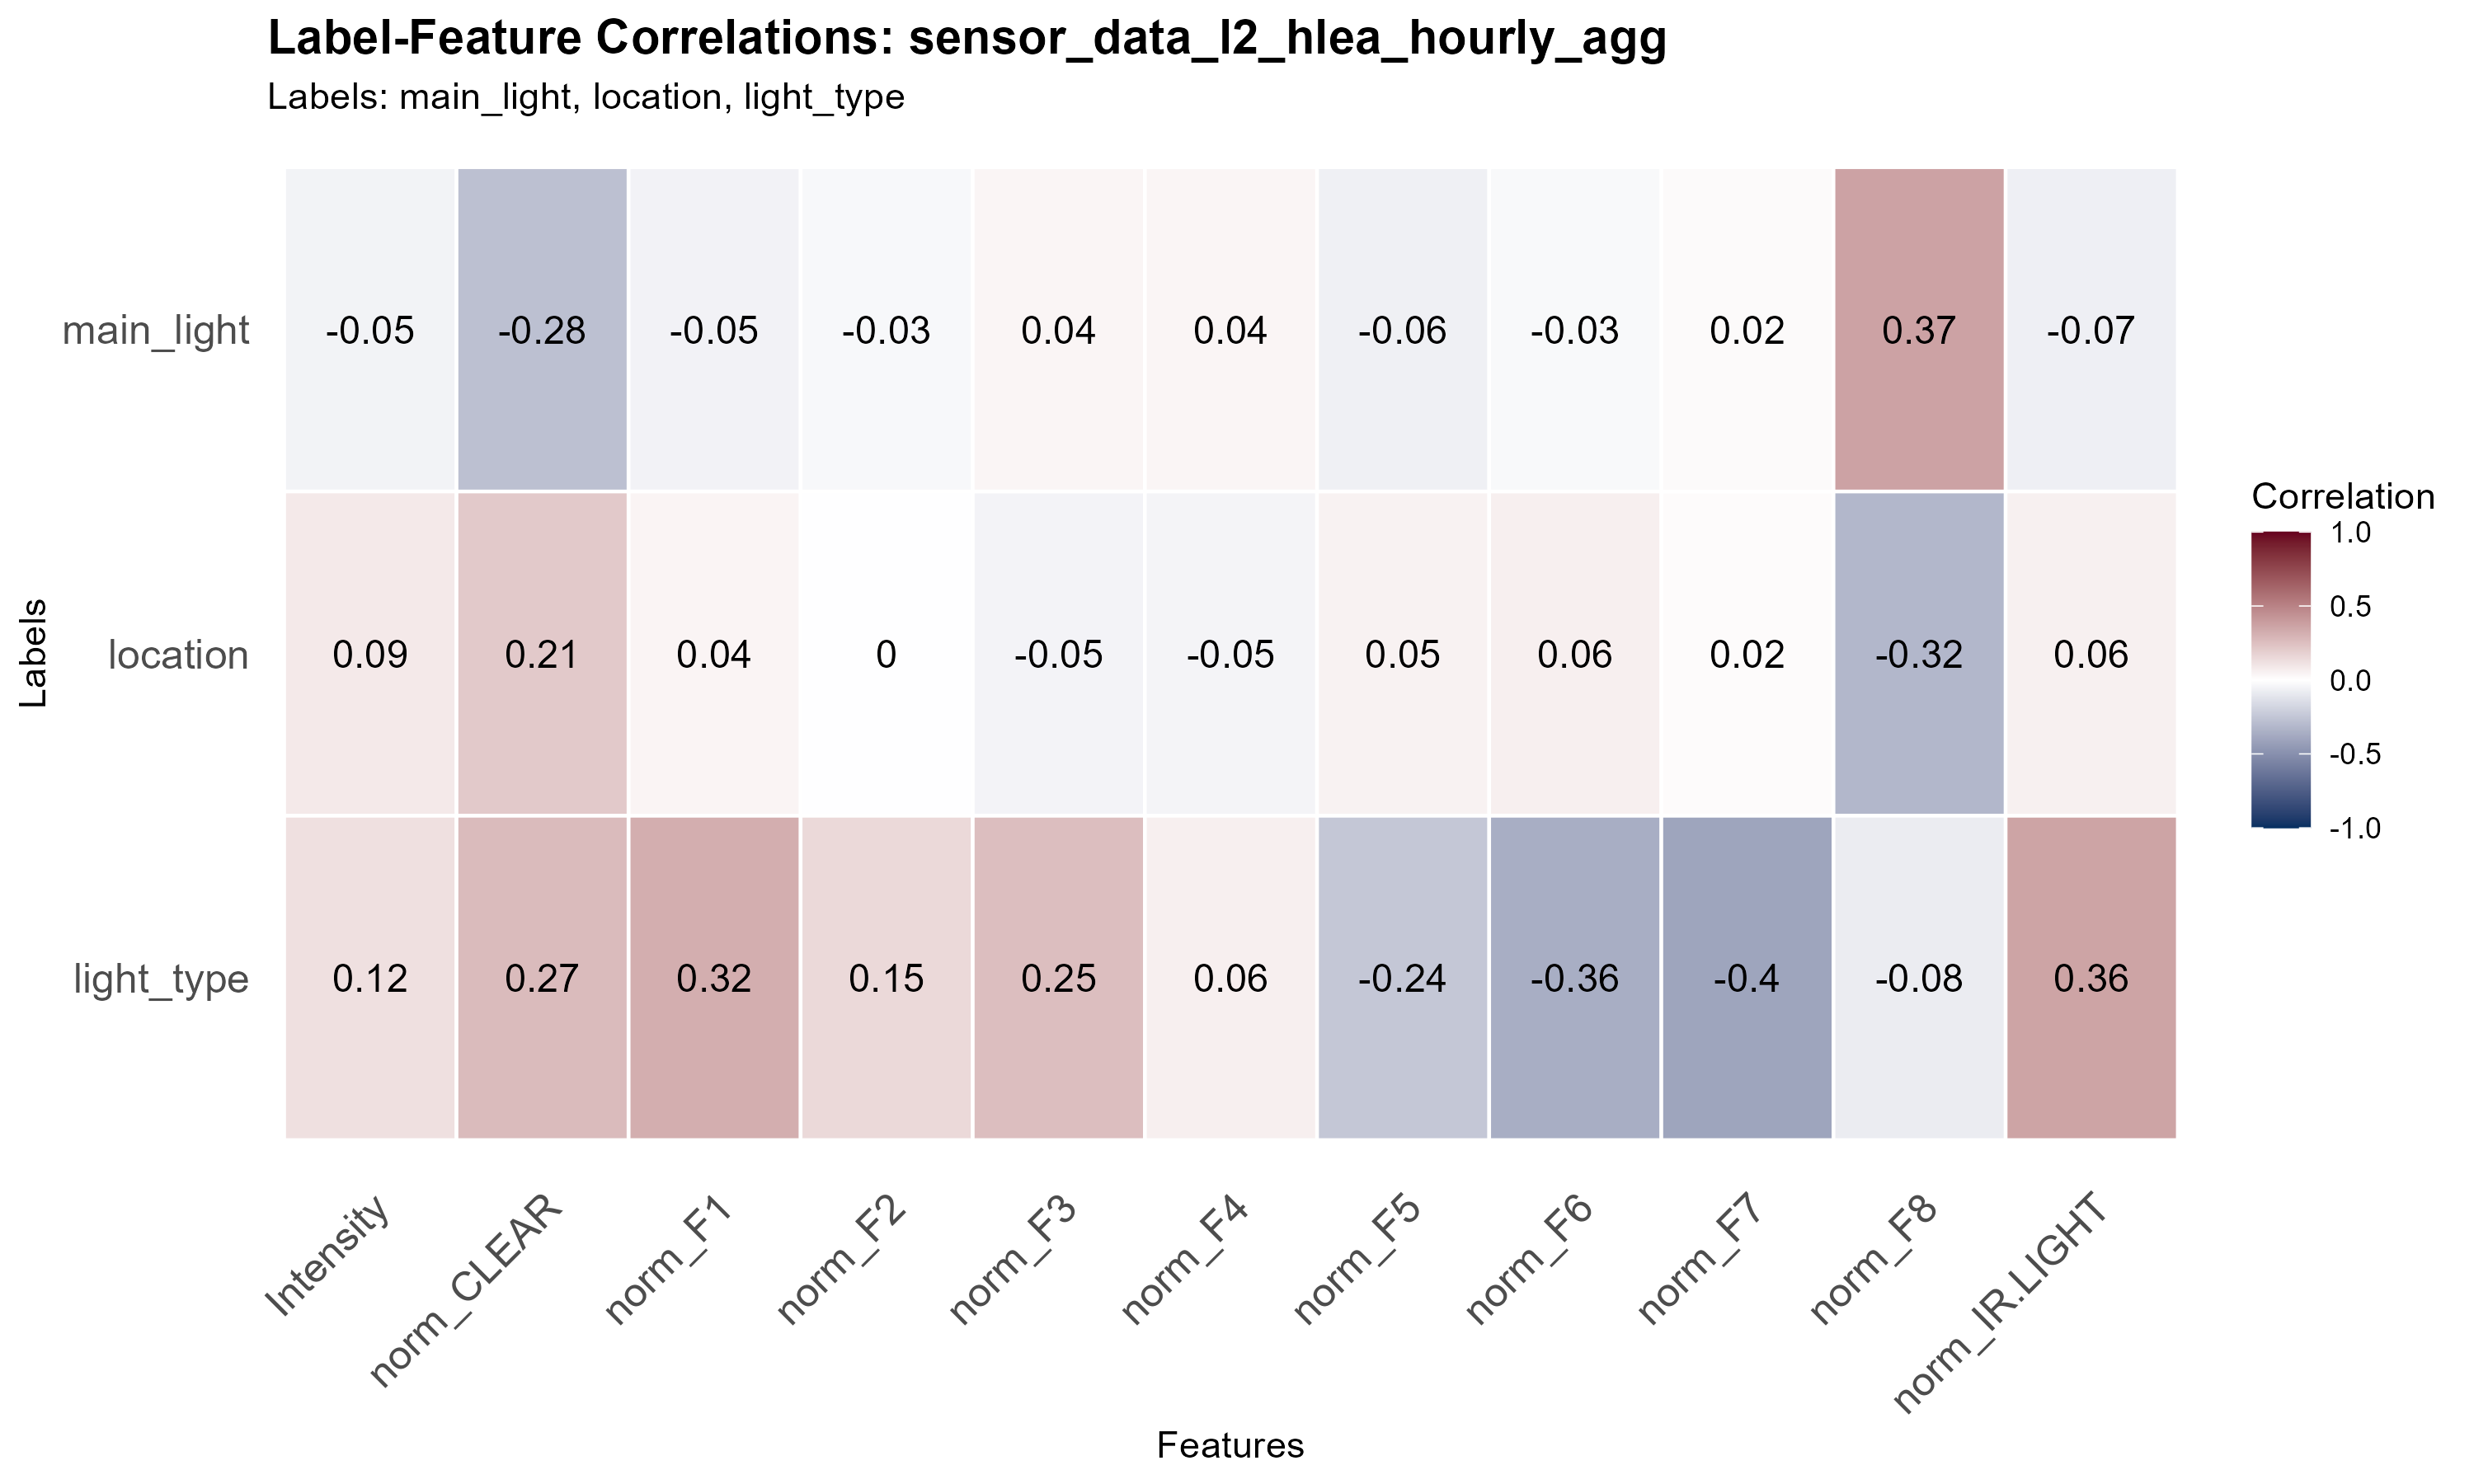 Label-Feature Correlations: sensor_data_l2_hlea_hourly_agg
Labels: main_light, location, light_type
main_light -0.05 -0.28 -0.05 -0.03 0.04 0.04 -0.06 -0.03 0.02 0.37 -0.07
location 0.09 0.21 0.04 0 -0.05 -0.05 0.05 0.06 0.02 -0.32 0.06
light_type 0.12 0.27 0.32 0.15 0.25 0.06 -0.24 -0.36 -0.4 -0.08 0.36
Labels
Intensity norm_CLEAR norm_F1 norm_F2 norm_F3 norm_F4 norm_F5 norm_F6 norm_F7 norm_F8 norm_IR.LIGHT
Features
Correlation
1.0
0.5
0.0
-0.5
-1.0